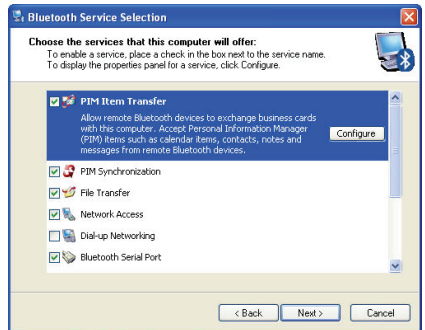 Bluetooth Service Selection
Choose the services that this computer will offer:
To enable a service, place a check in the box next to the service name.
To display the properties panel for a service, click Configure.
PIM Item Transfer
Allow remote Bluetooth devices to exchange business cards
with this computer. Accept Personal Information Manager
(PIM) items such as calendar items, contacts, notes and
messages from remote Bluetooth devices.
Configure
PIM Synchronization
File Transfer
Network Access
Dial-up Networking
Bluetooth Serial Port
< Back
Next >
Cancel